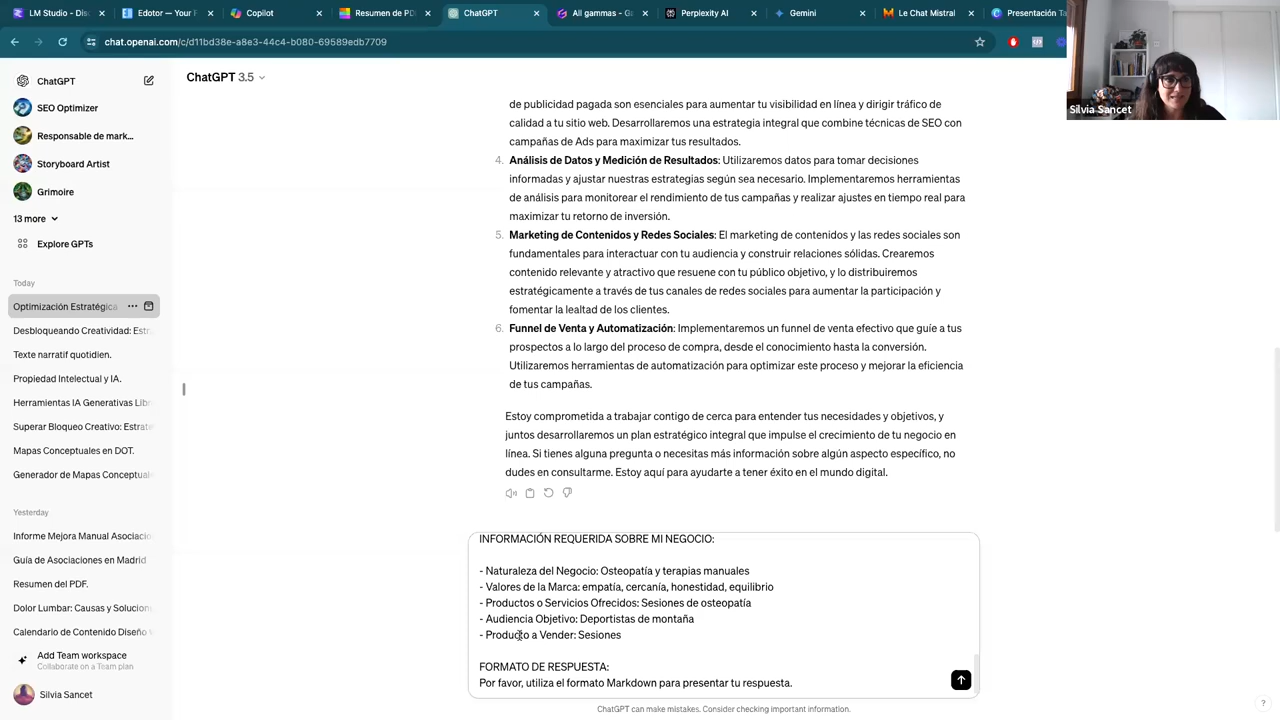 LM Studio - Disc
Editor — Your F
Copilot
Resumen de PD
ChatGPT
All gammas - Ga
Perplexity AI
Gemini
Le Chat Mistral
Presentación Ta
chat.openai.com/c/d11bd38e-a8e3-44c4-b080-69589edb7709
ChatGPT
SEO Optimizer
Responsable de mark...
Storyboard Artist
Grimoire
13 more
Explore GPTs
Today
Optimización Estratégica
Desbloqueando Creatividad: Estr
Texte narratif quotidien.
Propiedad Intelectual y IA.
Herramientas IA Generativas Libr
Superar Bloqueo Creativo: Estrate
Mapas Conceptuales en DOT.
Generador de Mapas Conceptual
Yesterday
Informe Mejora Manual Asociacio
Guía de Asociaciones en Madrid
Resumen del PDF.
Dolor Lumbar: Causas y Solucion
Calendario de Contenido Diseño
Add Team workspace
Collaborate on a Team plan
Silvia Sancet
ChatGPT 3.5
de publicidad pagada son esenciales para aumentar tu visibilidad en línea y dirigir tráfico de
calidad a tu sitio web. Desarrollaremos una estrategia integral que combine técnicas de SEO con
campañas de Ads para maximizar tus resultados.
4. Análisis de Datos y Medición de Resultados: Utilizaremos datos para tomar decisiones
informadas y ajustar nuestras estrategias según sea necesario. Implementaremos herramientas
de análisis para monitorear el rendimiento de tus campañas y realizar ajustes en tiempo real para
maximizar tu retorno de inversión.
5. Marketing de Contenidos y Redes Sociales: El marketing de contenidos y las redes sociales son
fundamentales para interactuar con tu audiencia y construir relaciones sólidas. Crearemos
contenido relevante y atractivo que resuene con tu público objetivo, y lo distribuiremos
estratégicamente a través de tus canales de redes sociales para aumentar la participación y
fomentar la lealtad de los clientes.
6. Funnel de Venta y Automatización: Implementaremos un funnel de venta efectivo que guíe a tus
prospectos a lo largo del proceso de compra, desde el conocimiento hasta la conversión.
Utilizaremos herramientas de automatización para optimizar este proceso y mejorar la eficiencia
de tus campañas.
Estoy comprometida a trabajar contigo de cerca para entender tus necesidades y objetivos, y
juntos desarrollaremos un plan estratégico integral que impulse el crecimiento de tu negocio en
línea. Si tienes alguna pregunta o necesitas más información sobre algún aspecto específico, no
dudes en consultarme. Estoy aquí para ayudarte a tener éxito en el mundo digital.
INFORMACIÓN REQUERIDA SOBRE MI NEGOCIO:
- Naturaleza del Negocio: Osteopatía y terapias manuales
- Valores de la Marca: empatía, cercanía, honestidad, equilibrio
- Productos o Servicios Ofrecidos: Sesiones de osteopatía
- Audiencia Objetivo: Deportistas de montaña
- Producto a Vender: Sesiones
FORMATO DE RESPUESTA:
Por favor, utiliza el formato Markdown para presentar tu respuesta.
ChatGPT can make mistakes. Consider checking important information.
?
Silvia Sancet